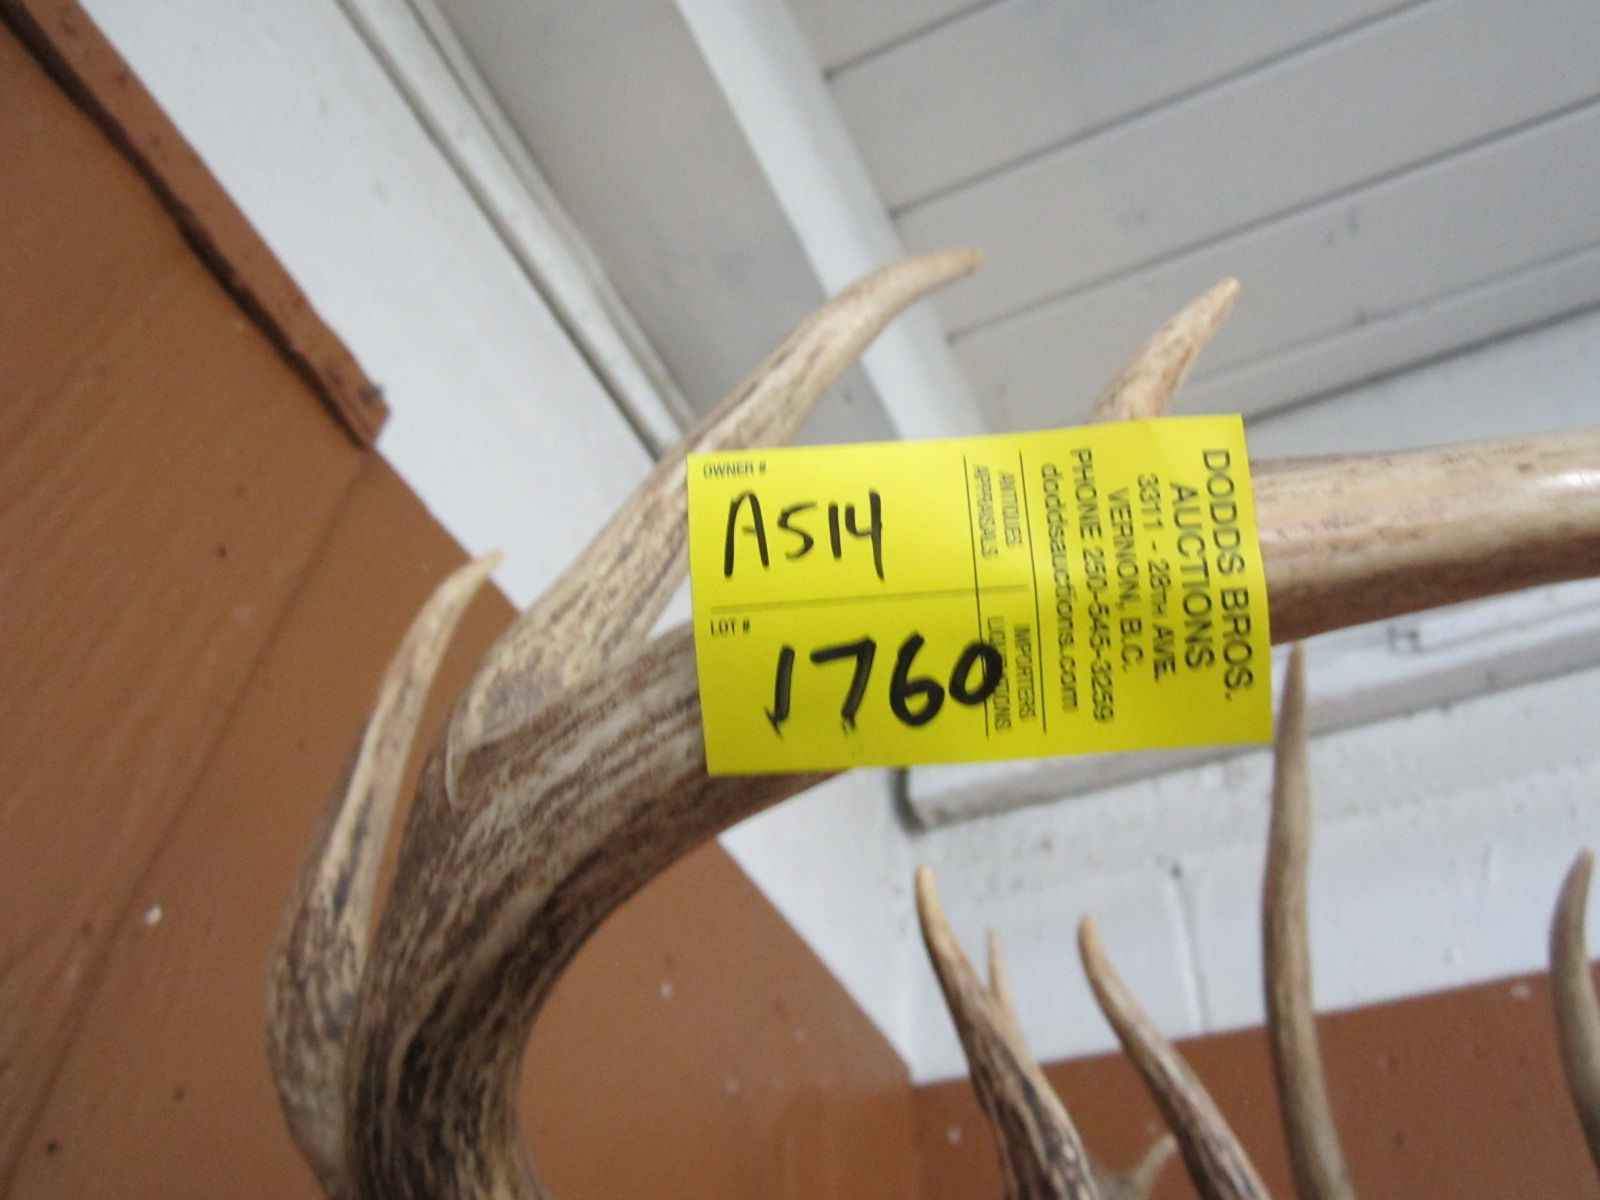 OWNER #
A514
LOT #
1760
DODDS BROS.
AUCTIONS
3311 - 28TH AVE.
VERNON, B.C.
PHONE 250-545-3259
doddsauctions.com
ANTIQUES IMPORTERS
APPRAISALS LIQUIDATIONS